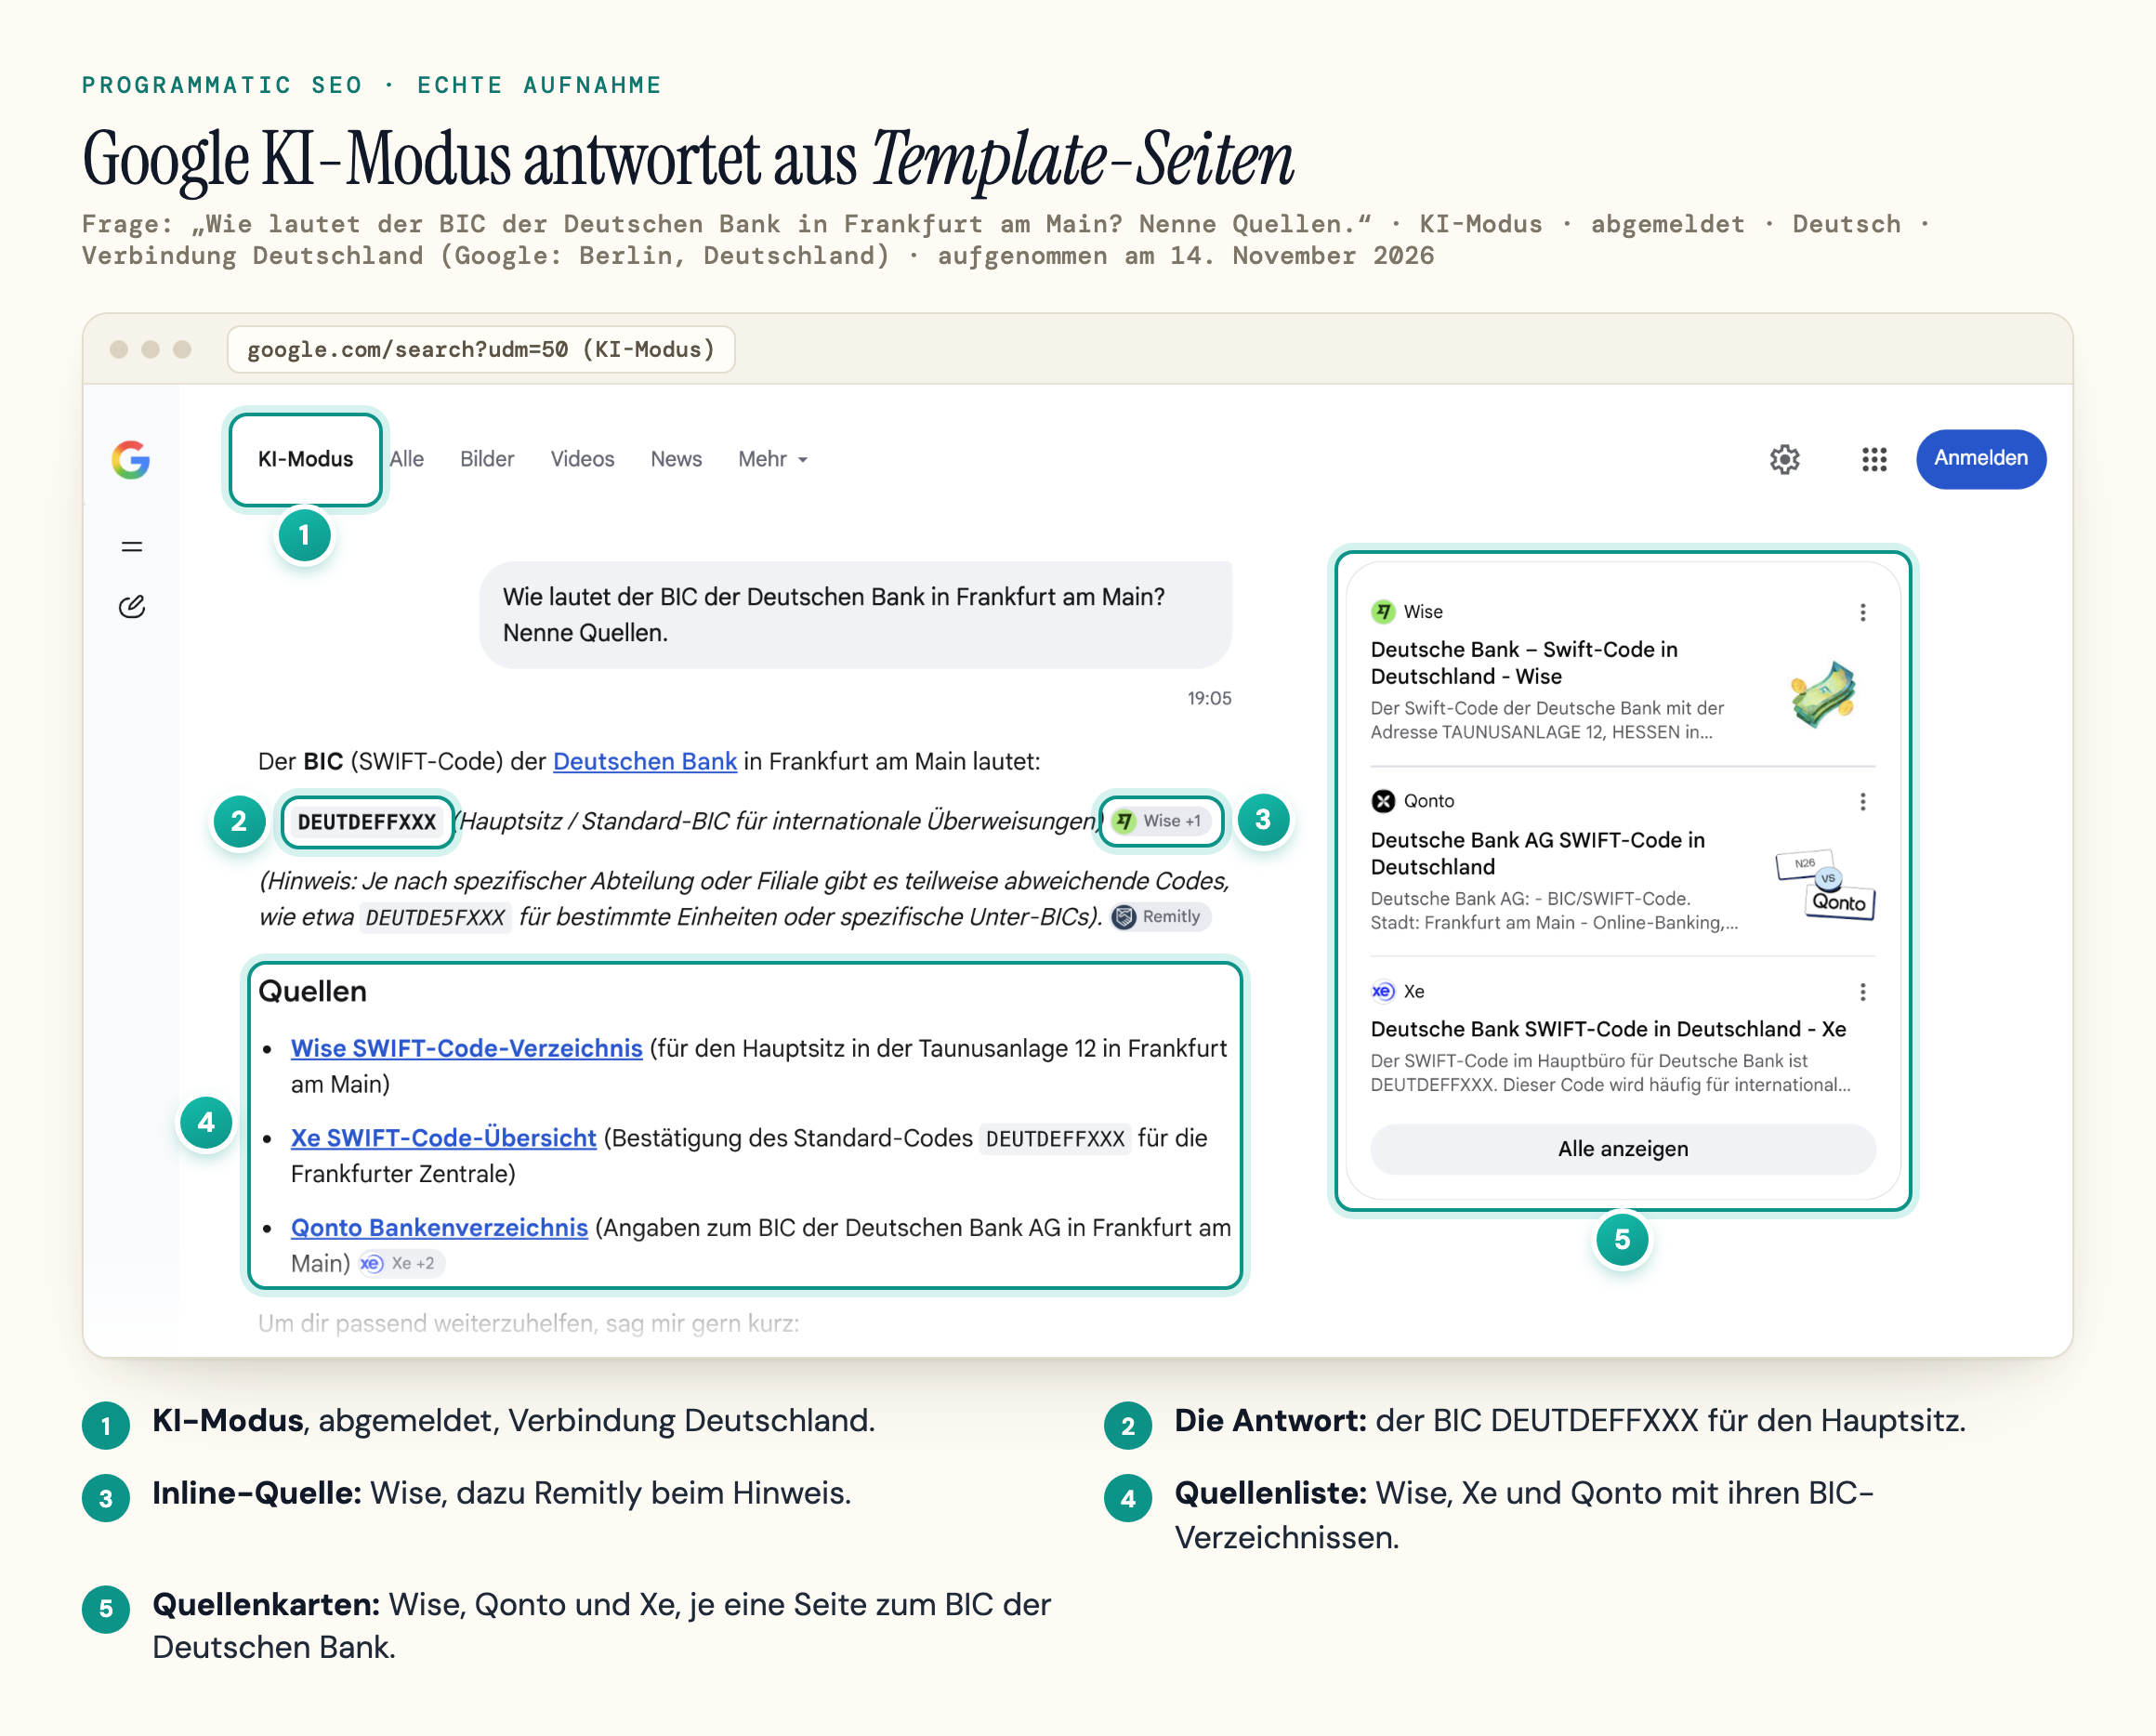 PROGRAMMATIC SEO · ECHTE AUFNAHME
Google KI-Modus antwortet aus Template-Seiten
Frage: „Wie lautet der BIC der Deutschen Bank in Frankfurt am Main? Nenne Quellen.“ · KI-Modus · abgemeldet · Deutsch ·
Verbindung Deutschland (Google: Berlin, Deutschland) · aufgenommen am 14. November 2026
google.com/search?udm=50 (KI-Modus)
KI-Modus Alle Bilder Videos News Mehr
Anmelden
1
Wie lautet der BIC der Deutschen Bank in Frankfurt am Main?
Nenne Quellen.
19:05
Der BIC (SWIFT-Code) der Deutschen Bank in Frankfurt am Main lautet:
2 DEUTDEFFXXX (Hauptsitz / Standard-BIC für internationale Überweisungen) Wise +1 3
(Hinweis: Je nach spezifischer Abteilung oder Filiale gibt es teilweise abweichende Codes,
wie etwa DEUTDE5FXXX für bestimmte Einheiten oder spezifische Unter-BICs). Remitly
Quellen
Wise SWIFT-Code-Verzeichnis (für den Hauptsitz in der Taunusanlage 12 in Frankfurt
am Main)
4
Xe SWIFT-Code-Übersicht (Bestätigung des Standard-Codes DEUTDEFFXXX für die
Frankfurter Zentrale)
Qonto Bankenverzeichnis (Angaben zum BIC der Deutschen Bank AG in Frankfurt am
Main) xe Xe +2
Um dir passend weiterzuhelfen, sag mir gern kurz:
Wise
Deutsche Bank – Swift-Code in
Deutschland - Wise
Der Swift-Code der Deutsche Bank mit der
Adresse TAUNUSANLAGE 12, HESSEN in...
Qonto
Deutsche Bank AG SWIFT-Code in
Deutschland
Deutsche Bank AG: - BIC/SWIFT-Code.
Stadt: Frankfurt am Main - Online-Banking,...
N26
VS
Qonto
xe Xe
Deutsche Bank SWIFT-Code in Deutschland - Xe
Der SWIFT-Code im Hauptbüro für Deutsche Bank ist
DEUTDEFFXXX. Dieser Code wird häufig für international...
Alle anzeigen
5
1 KI-Modus, abgemeldet, Verbindung Deutschland.
2 Die Antwort: der BIC DEUTDEFFXXX für den Hauptsitz.
3 Inline-Quelle: Wise, dazu Remitly beim Hinweis.
4 Quellenliste: Wise, Xe und Qonto mit ihren BIC-
Verzeichnissen.
5 Quellenkarten: Wise, Qonto und Xe, je eine Seite zum BIC der
Deutschen Bank.